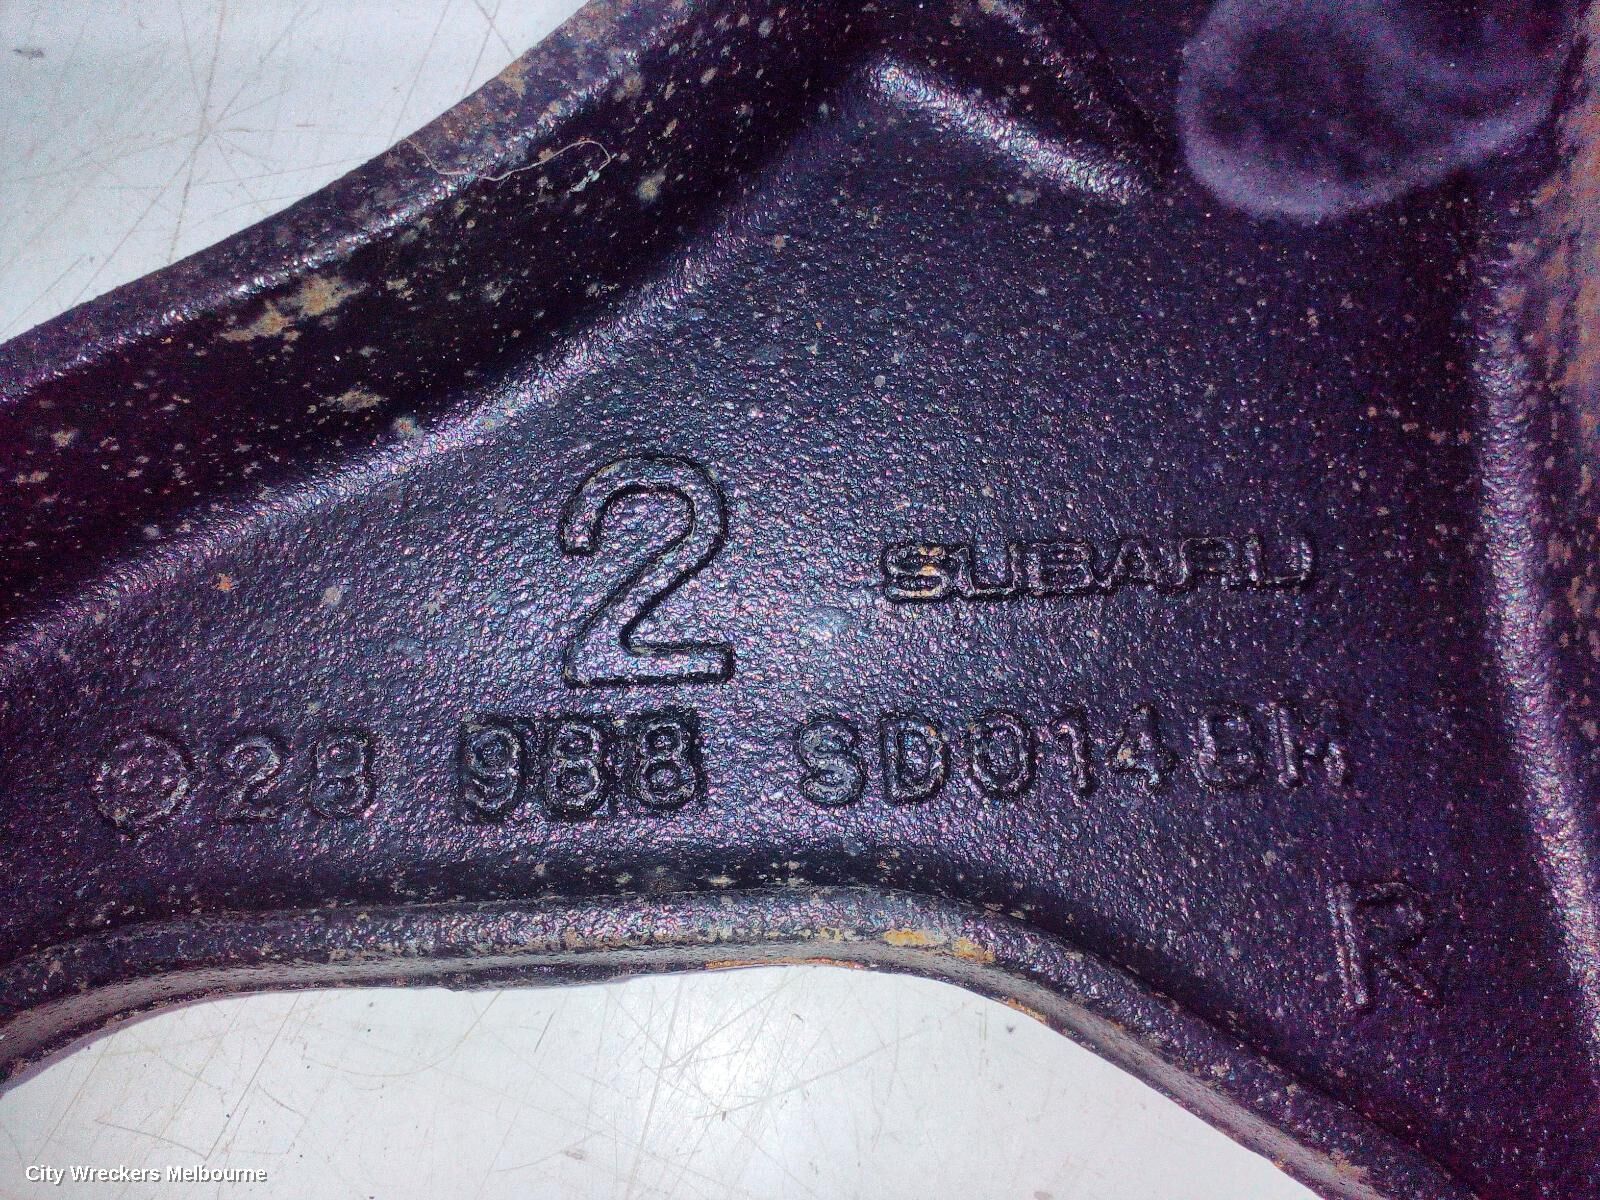 2 SUBARU
28 988 SD0148M
R
City Wreckers Melbourne